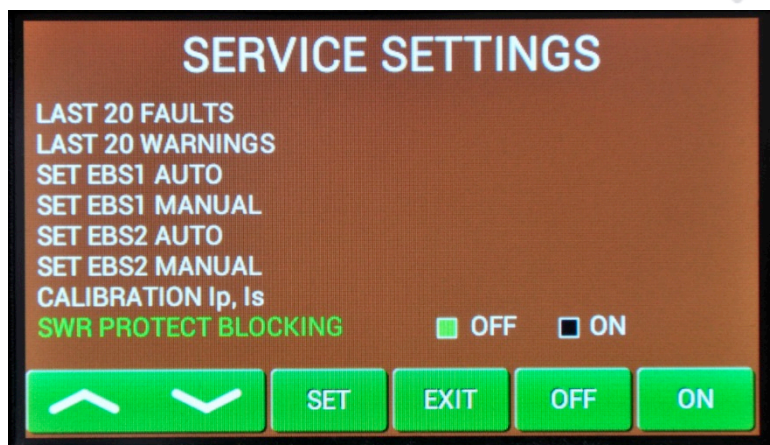 SERVICE SETTINGS
LAST 20 FAULTS
LAST 20 WARNINGS
SET EBS1 AUTO
SET EBS1 MANUAL
SET EBS2 AUTO
SET EBS2 MANUAL
CALIBRATION Ip, Is
SWR PROTECT BLOCKING OFF ON
SET EXIT OFF ON